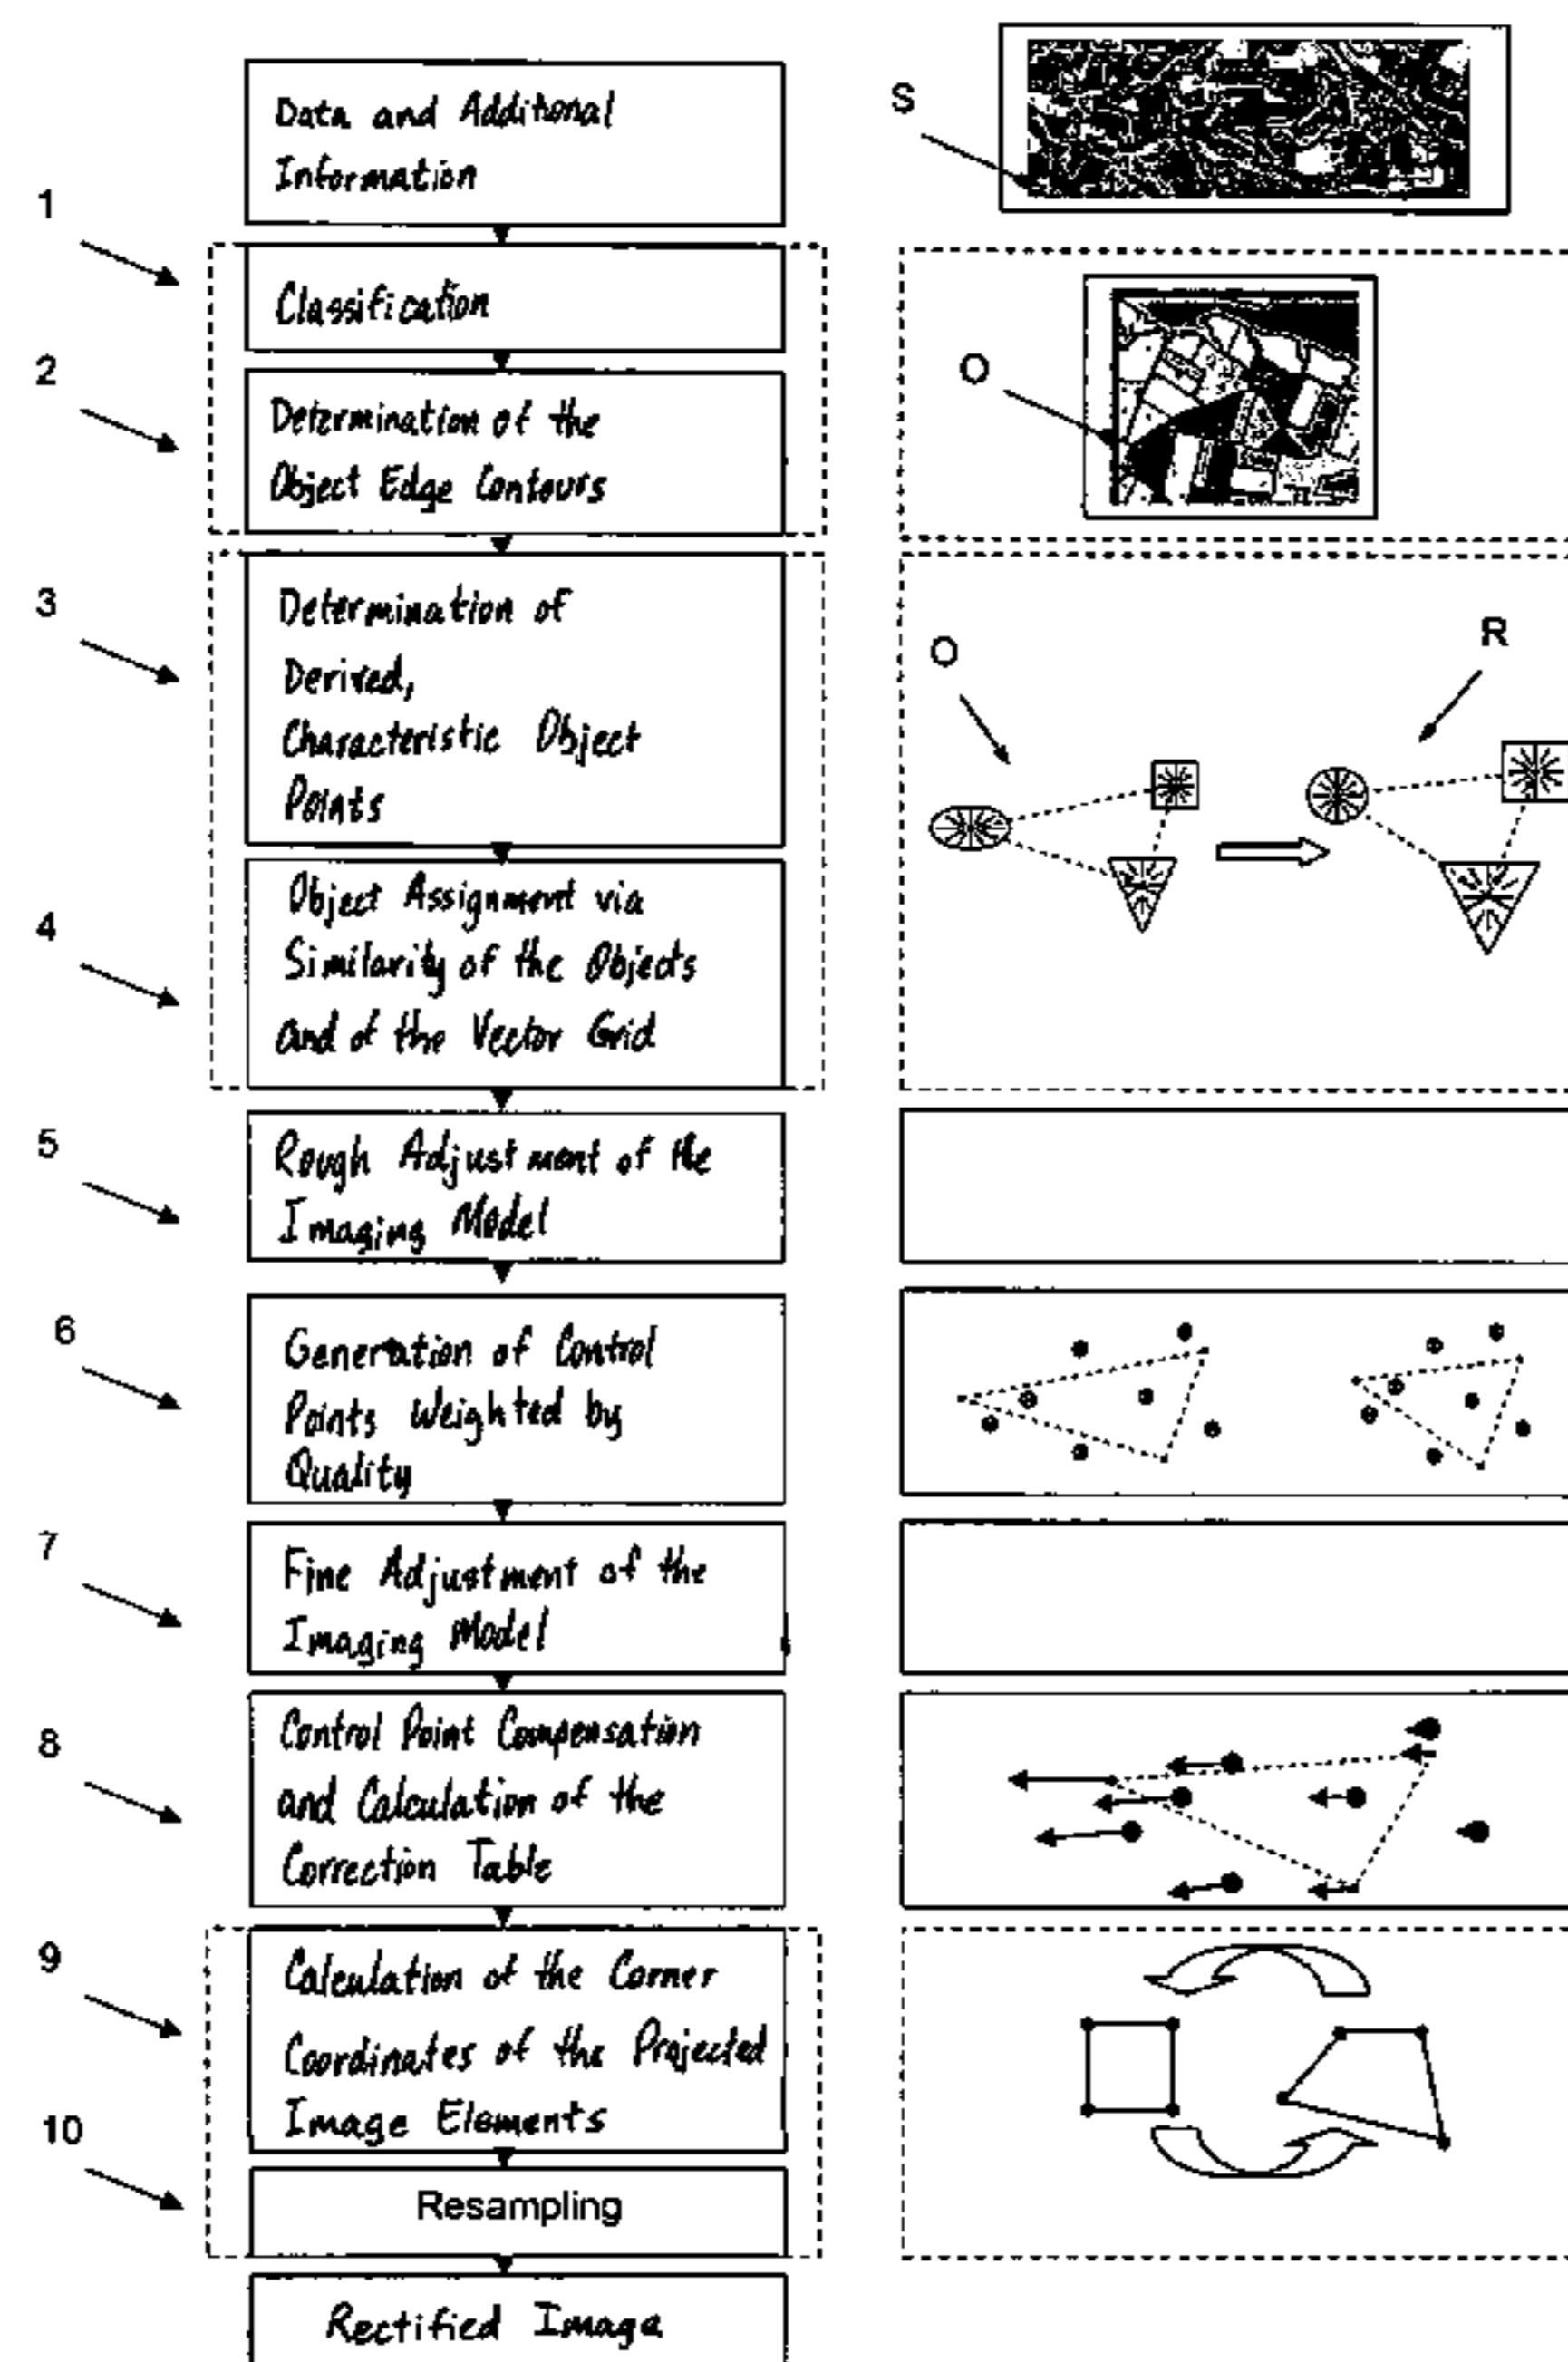 Data and Additional
Information
S
1
Classification
2
Determination of the
Object Edge Contours
O
3
Determination of
Derived,
Characteristic Object
Points
O
R
4
Object Assignment via
Similarity of the Objects
and of the Vector Grid
5
Rough Adjustment of the
Imaging Model
6
Generation of Control
Points Weighted by
Quality
7
Fine Adjustment of the
Imaging Model
8
Control Point Compensation
and Calculation of the
Correction Table
9
Calculation of the Corner
Coordinates of the Projected
Image Elements
10
Resampling
Rectified Image